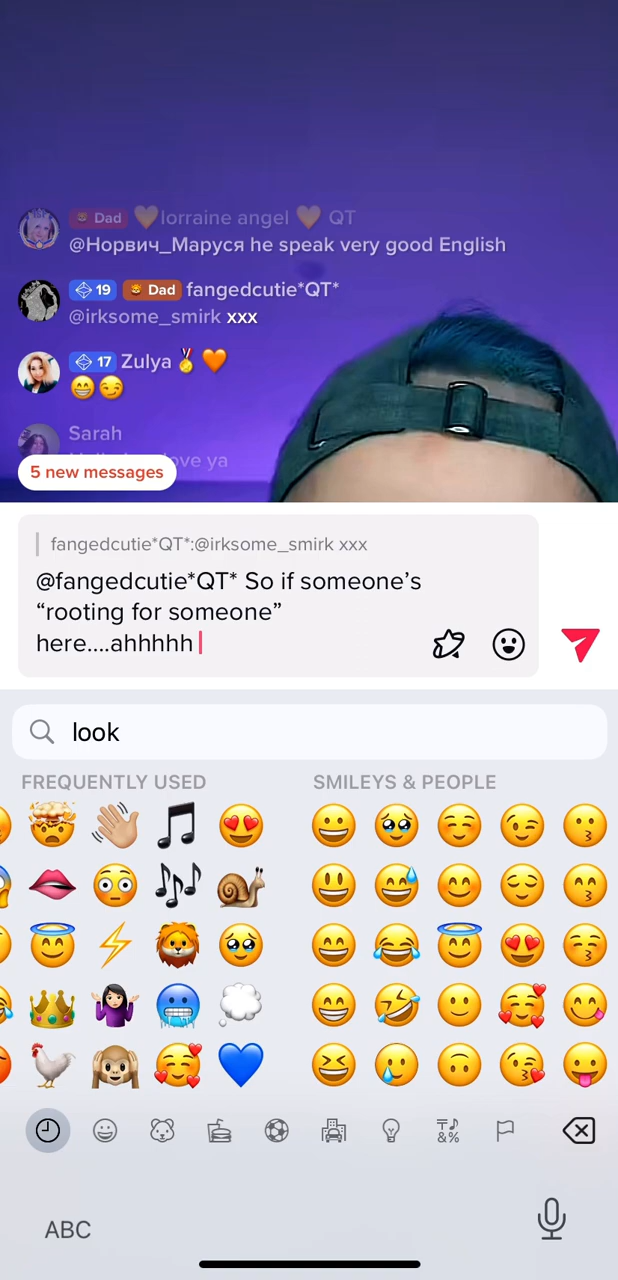 Dad 🧡lorraine angel 🧡 QT
@Норвич_Маруся he speak very good English
19 Dad fangedcutie*QT*
@irksome_smirk xxx
17 Zulya🏅🧡
😁😏
Sarah
ove ya
5 new messages
fangedcutie*QT*:@irksome_smirk xxx
@fangedcutie*QT* So if someone’s
“rooting for someone”
here....ahhhhh
look
FREQUENTLY USED SMILEYS & PEOPLE
ABC